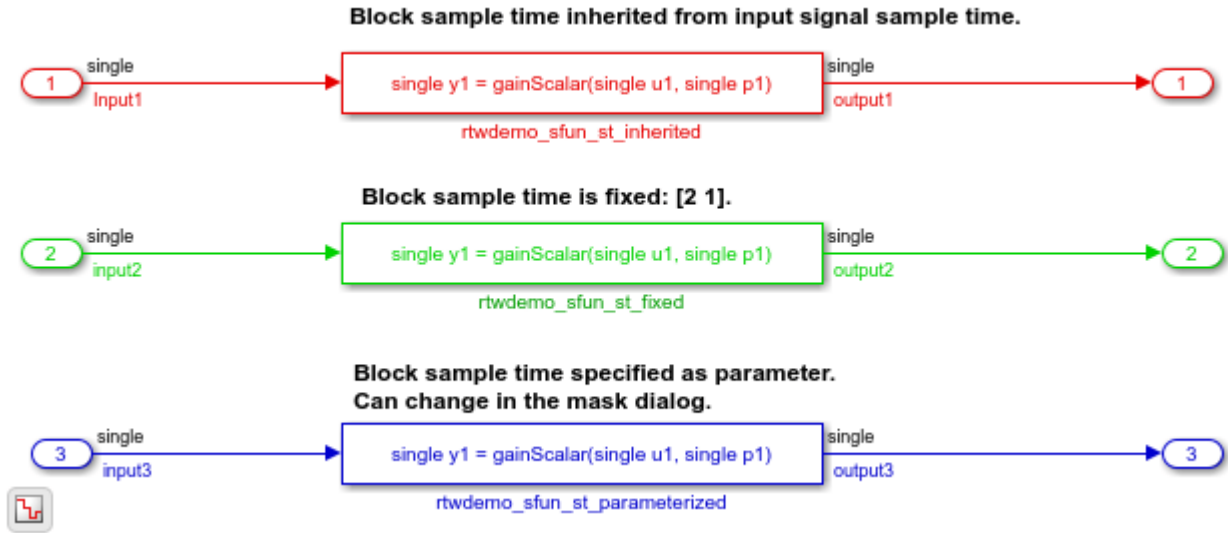 Block sample time inherited from input signal sample time.
single
single
1
single y1 = gainScalar(single u1, single p1)
1
Input1
output1
rtwdemo_sfun_st_inherited
Block sample time is fixed: [2 1].
single
single
2
single y1 = gainScalar(single u1, single p1)
2
input2
output2
rtwdemo_sfun_st_fixed
Block sample time specified as parameter.
Can change in the mask dialog.
single
single
3
single y1 = gainScalar(single u1, single p1)
3
input3
output3
rtwdemo_sfun_st_parameterized